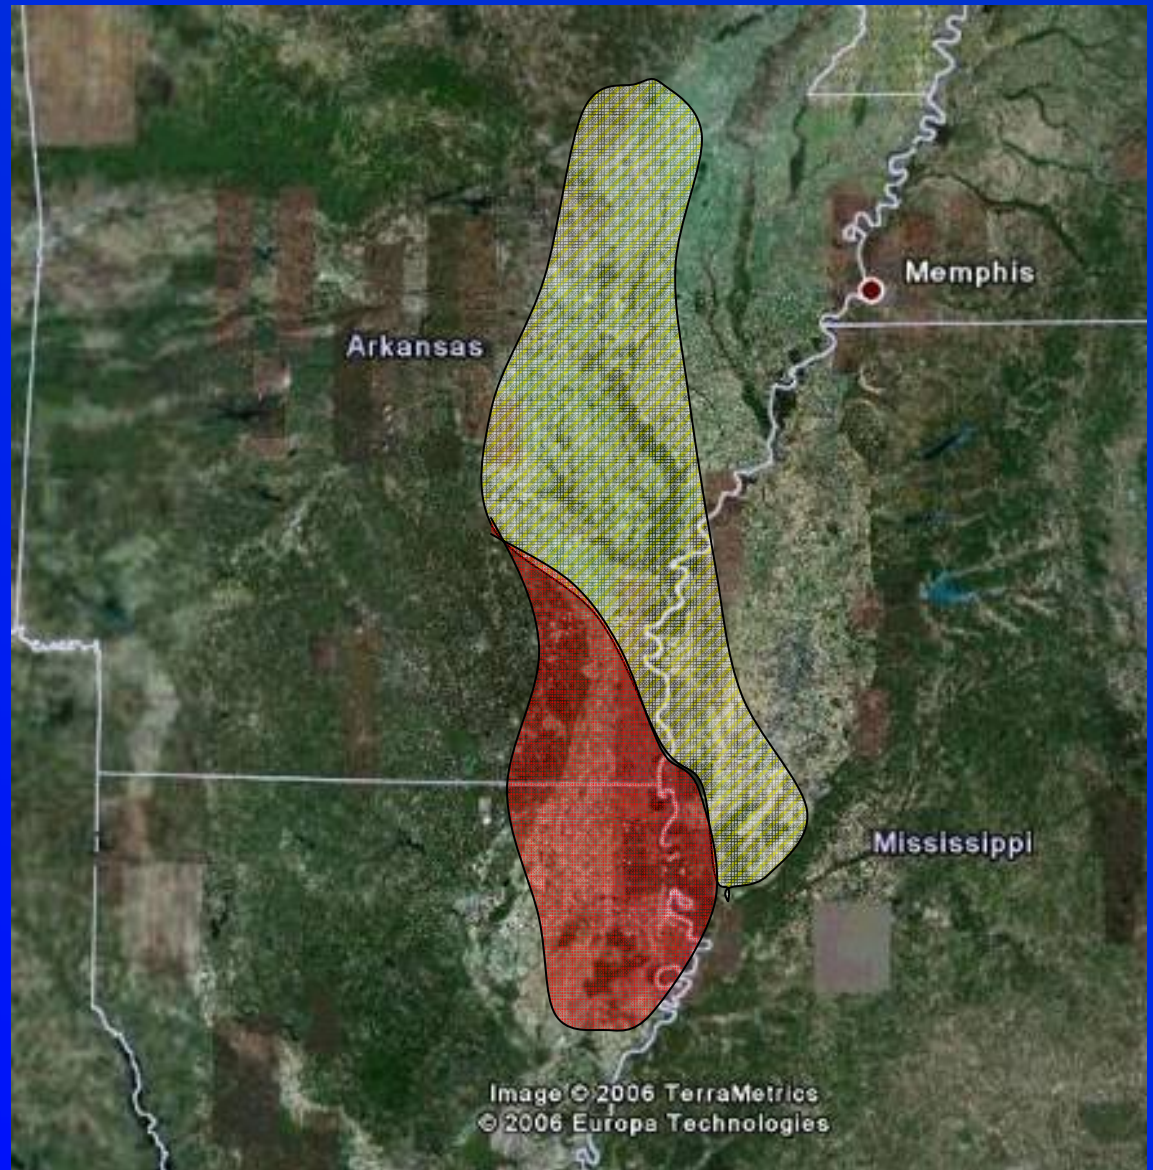 Memphis
Arkansas
Mississippi
Image © 2006 TerraMetrics
© 2006 Europa Technologies